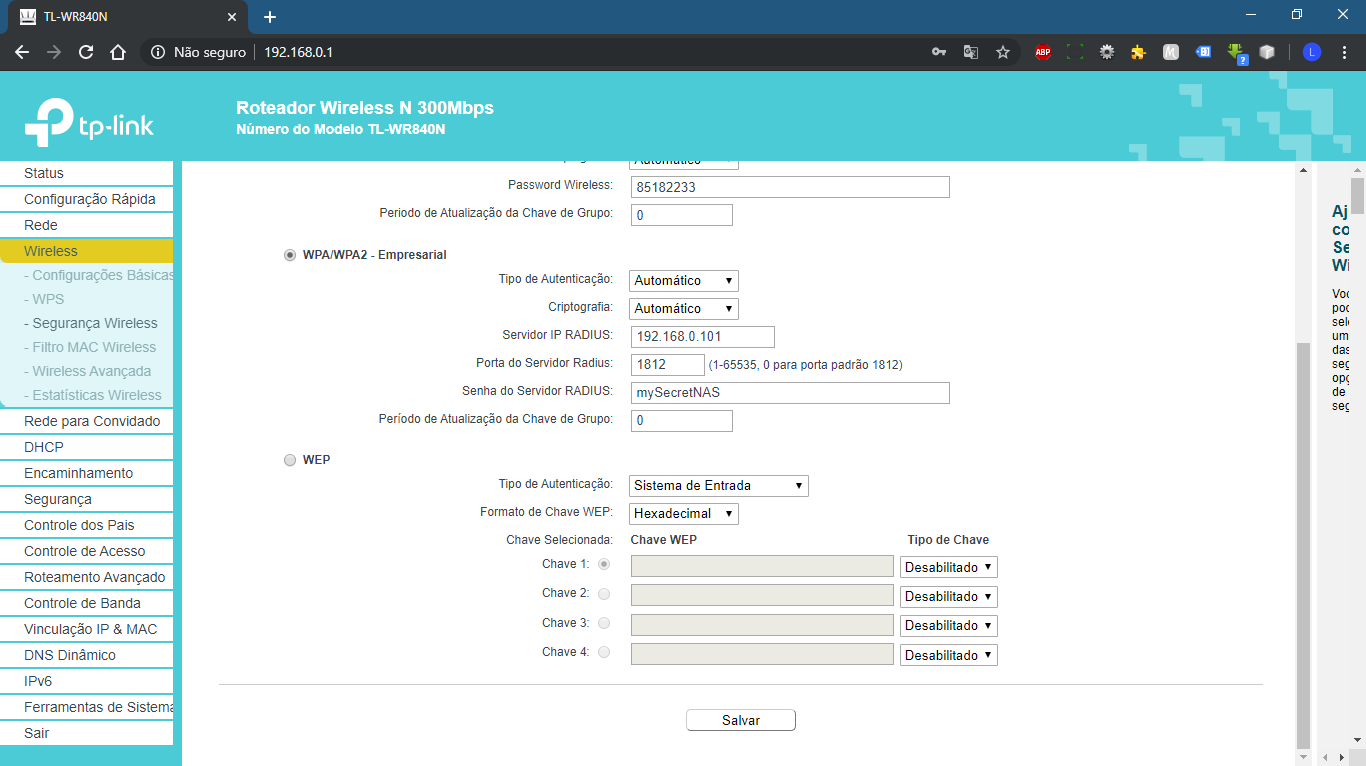 TL-WR840N
Não seguro
192.168.0.1
ABP
M
L
?
tp-link
Roteador Wireless N 300Mbps
Número do Modelo TL-WR840N
Status
Configuração Rápida
Rede
Wireless
- Configurações Básicas
- WPS
- Segurança Wireless
- Filtro MAC Wireless
- Wireless Avançada
- Estatísticas Wireless
Rede para Convidado
DHCP
Encaminhamento
Segurança
Controle dos Pais
Controle de Acesso
Roteamento Avançado
Controle de Banda
Vinculação IP & MAC
DNS Dinâmico
IPv6
Ferramentas de Sistema
Sair
Automático
Password Wireless: 85182233
Periodo de Atualização da Chave de Grupo: 0
WPA/WPA2 - Empresarial
Tipo de Autenticação: Automático
Criptografia: Automático
Servidor IP RADIUS: 192.168.0.101
Porta do Servidor Radius: 1812 (1-65535, 0 para porta padrão 1812)
Senha do Servidor RADIUS: mySecretNAS
Período de Atualização da Chave de Grupo: 0
WEP
Tipo de Autenticação: Sistema de Entrada
Formato de Chave WEP: Hexadecimal
Chave Selecionada: Chave WEP Tipo de Chave
Chave 1: Desabilitado
Chave 2: Desabilitado
Chave 3: Desabilitado
Chave 4: Desabilitado
Salvar
Aj
co
Se
Wi
Voc
pod
sel
um
das
seg
opç
de
seg